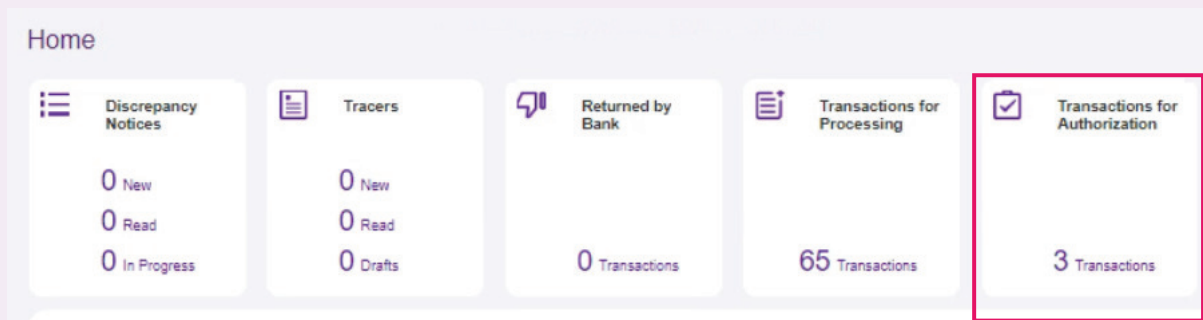 Home
Discrepancy
Notices
0 New
0 Read
0 In Progress
Tracers
0 New
0 Read
0 Drafts
Returned by
Bank
0 Transactions
Transactions for
Processing
65 Transactions
Transactions for
Authorization
3 Transactions